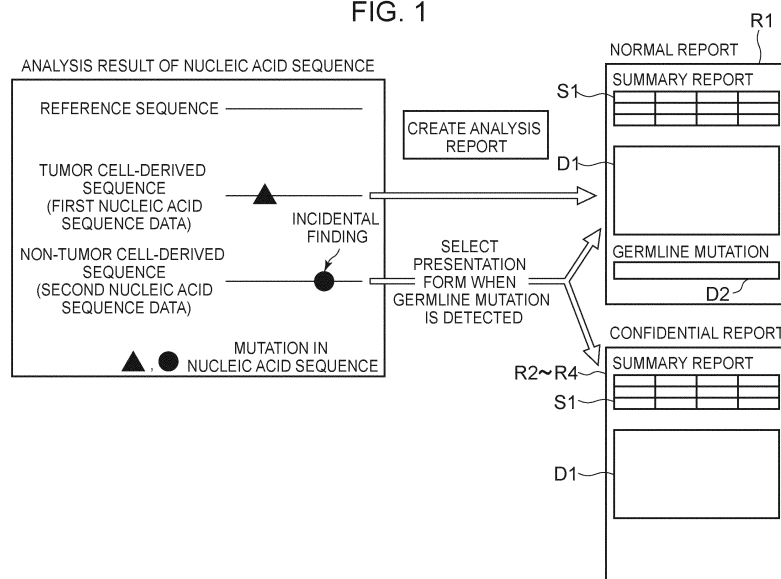 FIG. 1
ANALYSIS RESULT OF NUCLEIC ACID SEQUENCE
REFERENCE SEQUENCE
TUMOR CELL-DERIVED
SEQUENCE
(FIRST NUCLEIC ACID
SEQUENCE DATA)
INCIDENTAL
FINDING
NON-TUMOR CELL-DERIVED
SEQUENCE
(SECOND NUCLEIC ACID
SEQUENCE DATA)
, MUTATION IN
NUCLEIC ACID SEQUENCE
CREATE ANALYSIS
REPORT
SELECT
PRESENTATION
FORM WHEN
GERMLINE MUTATION
IS DETECTED
R1
NORMAL REPORT
SUMMARY REPORT
S1
D1
GERMLINE MUTATION
D2
CONFIDENTIAL REPORT
SUMMARY REPORT
R2~R4
S1
D1